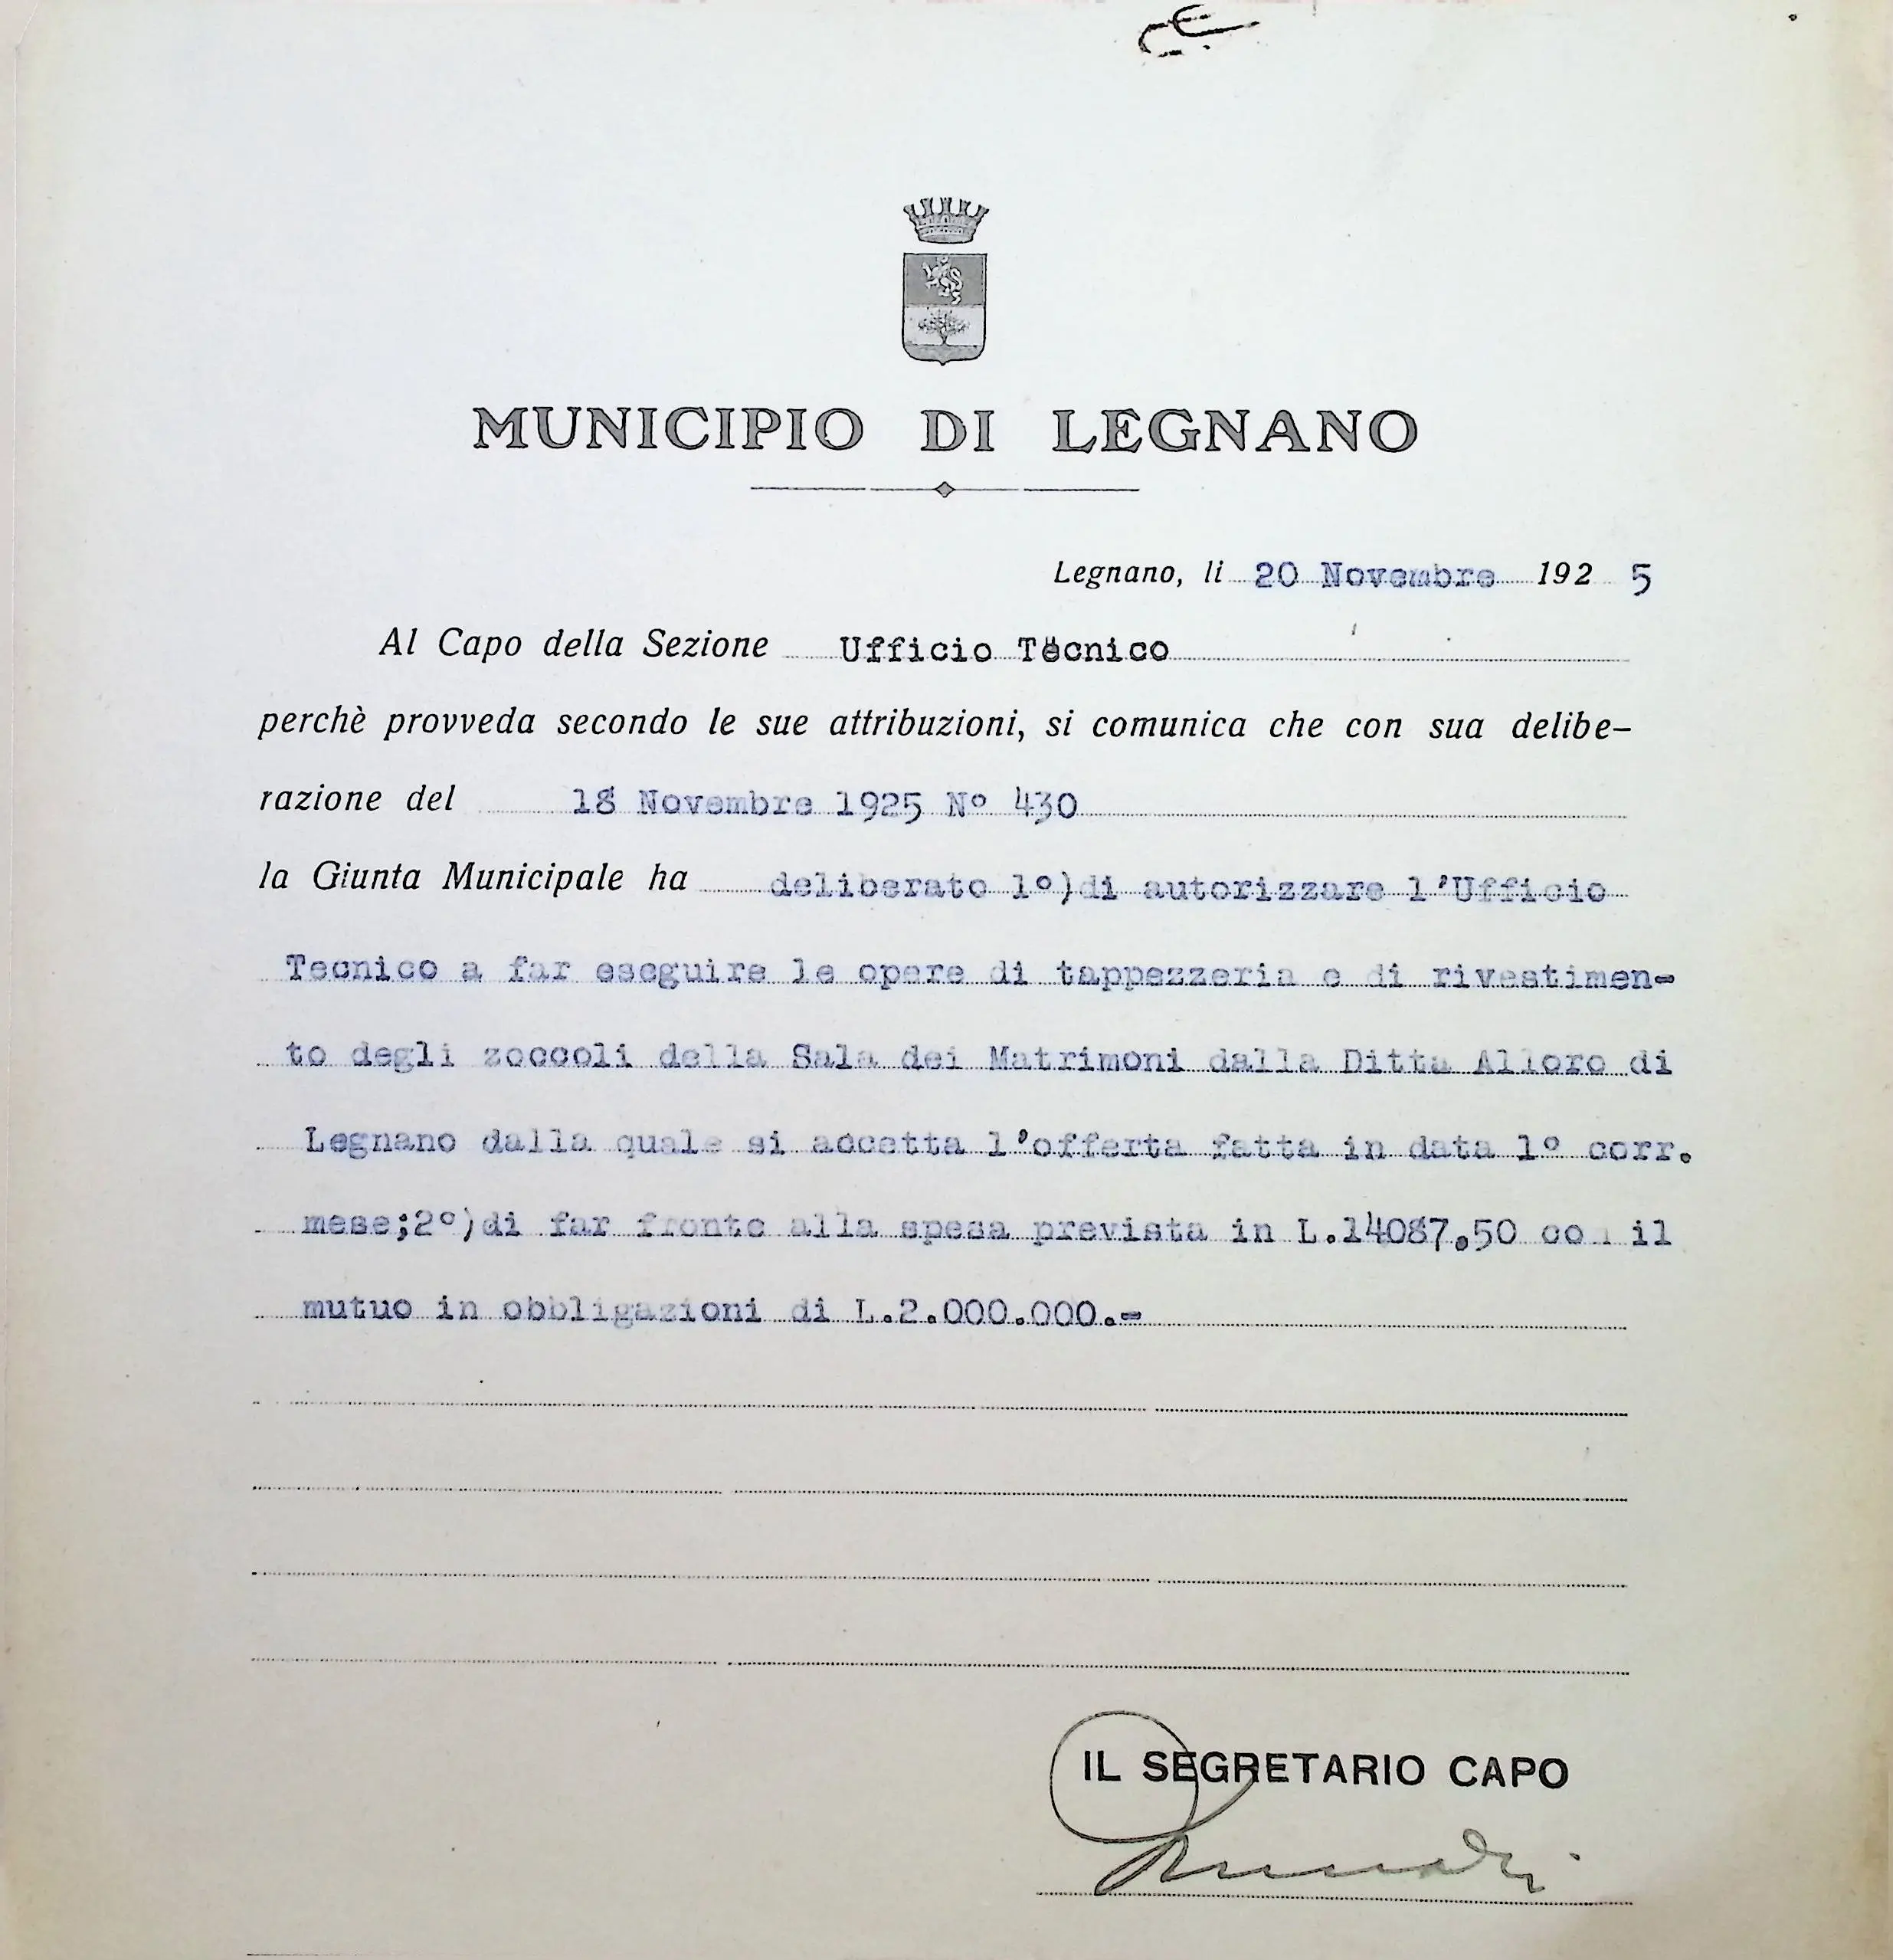 MUNICIPIO DI LEGNANO
Legnano, li 20 Novembre 192 5
Al Capo della Sezione Ufficio Tecnico
perchè provveda secondo le sue attribuzioni, si comunica che con sua delibe-
razione del 18 Novembre 1925 N° 430
la Giunta Municipale ha deliberato 1°)di autorizzare l'Ufficio
Tecnico a far eseguire le opere di tappezzeria e di rivestimen-
to degli zoccoli della Sala dei Matrimoni dalla Ditta Alloro di
Legnano dalla quale si accetta l'offerta fatta in data 1° corr.
mese;2°)di far fronte alla spesa prevista in L.14087.50 con il
mutuo in obbligazioni di L.2.000.000.-
IL SEGRETARIO CAPO